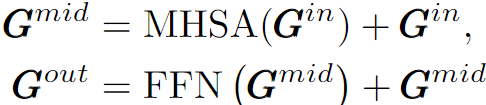 G^{mid} = MHSA(G^{in}) + G^{in},
G^{out} = FFN (G^{mid}) + G^{mid}